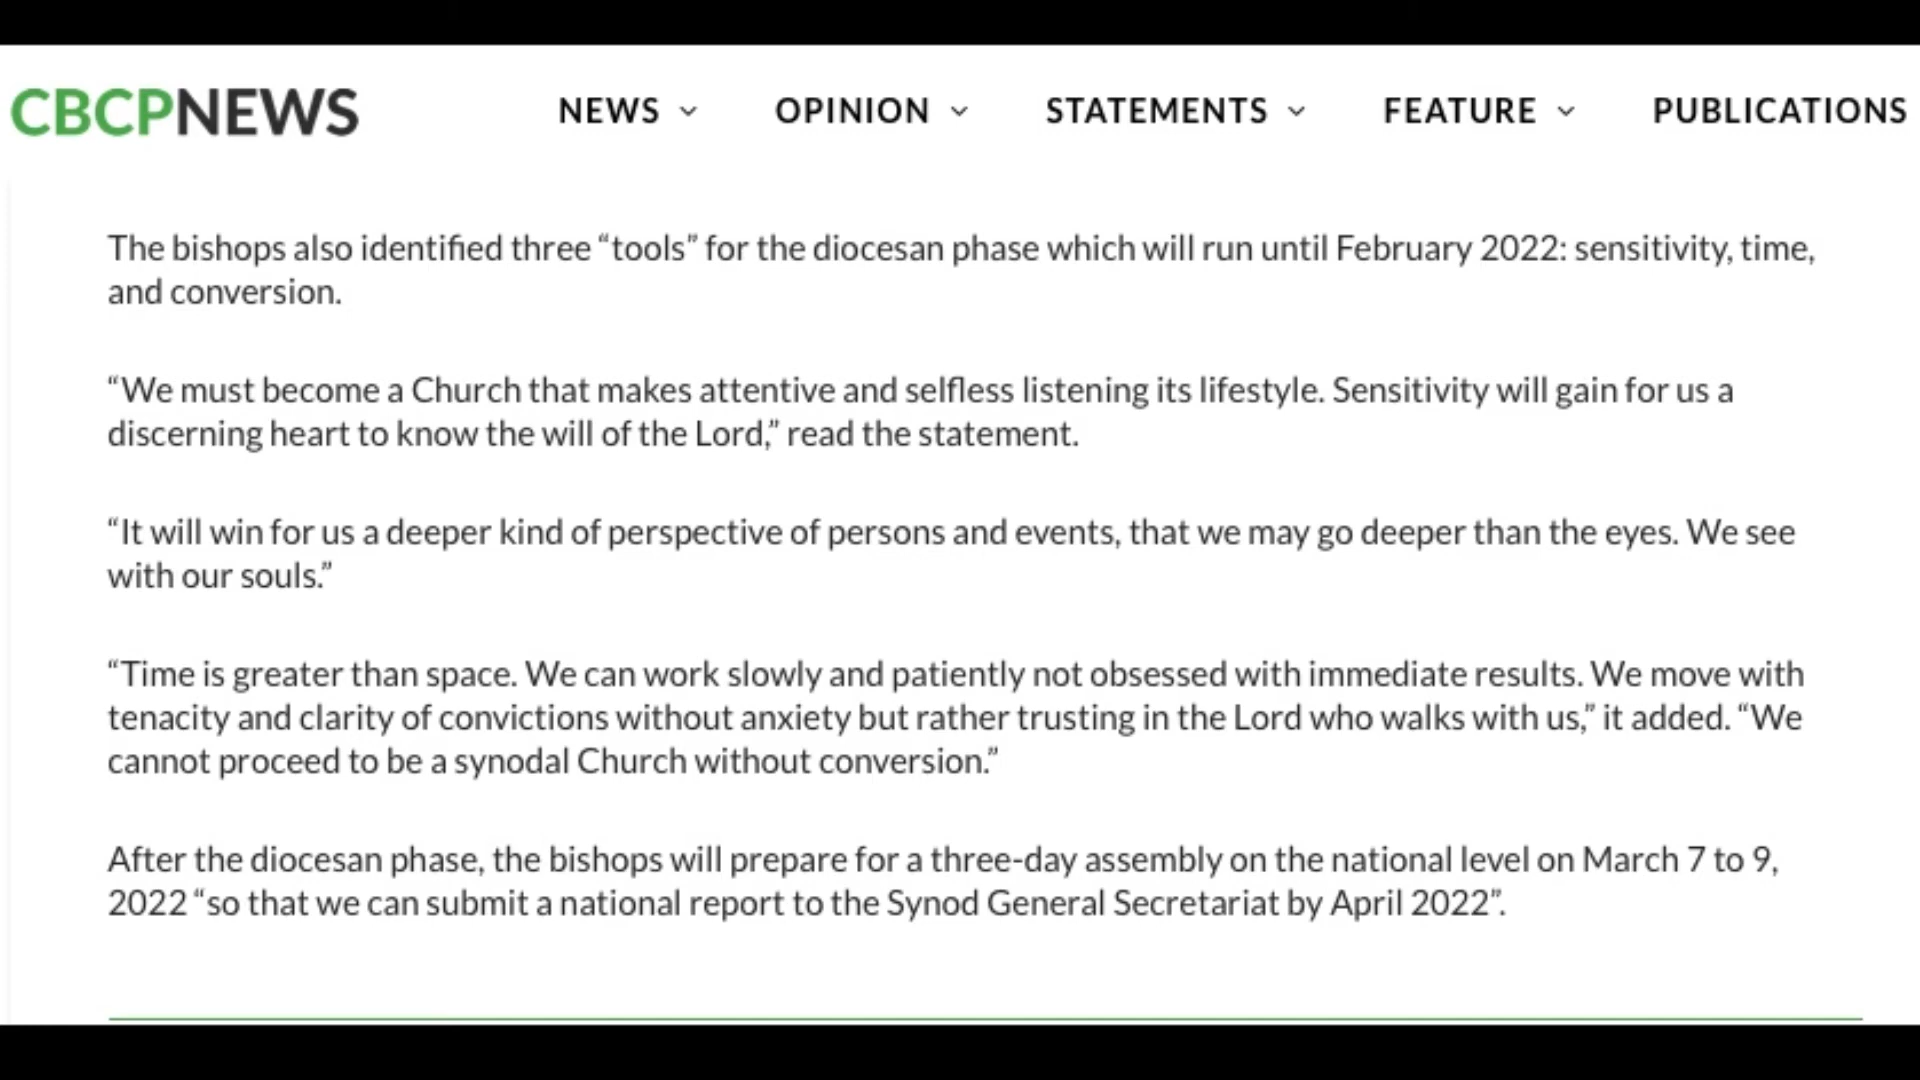 CBCPNEWS NEWS OPINION STATEMENTS FEATURE PUBLICATIONS
The bishops also identified three “tools” for the diocesan phase which will run until February 2022: sensitivity, time,
and conversion.
“We must become a Church that makes attentive and selfless listening its lifestyle. Sensitivity will gain for us a
discerning heart to know the will of the Lord,” read the statement.
“It will win for us a deeper kind of perspective of persons and events, that we may go deeper than the eyes. We see
with our souls.”
“Time is greater than space. We can work slowly and patiently not obsessed with immediate results. We move with
tenacity and clarity of convictions without anxiety but rather trusting in the Lord who walks with us,” it added. “We
cannot proceed to be a synodal Church without conversion.”
After the diocesan phase, the bishops will prepare for a three-day assembly on the national level on March 7 to 9,
2022 “so that we can submit a national report to the Synod General Secretariat by April 2022”.